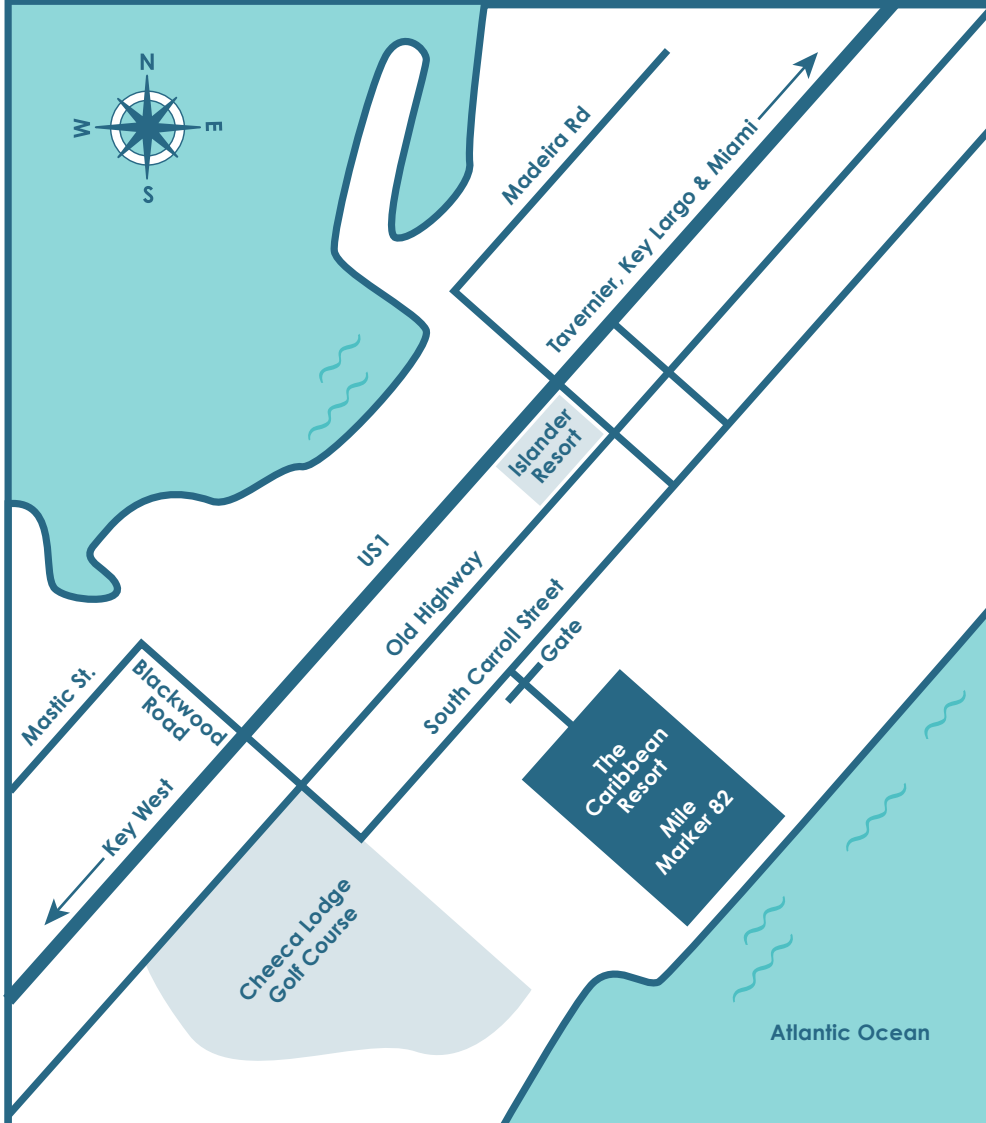 N
W
E
S
Madeira Rd
Tavernier, Key Largo & Miami
Islander
Resort
US1
Old Highway
South Carroll Street
Gate
Mastic St.
Blackwood
Road
Key West
The
Caribbean
Resort
Mile
Marker 82
Cheeca Lodge
Golf Course
Atlantic Ocean